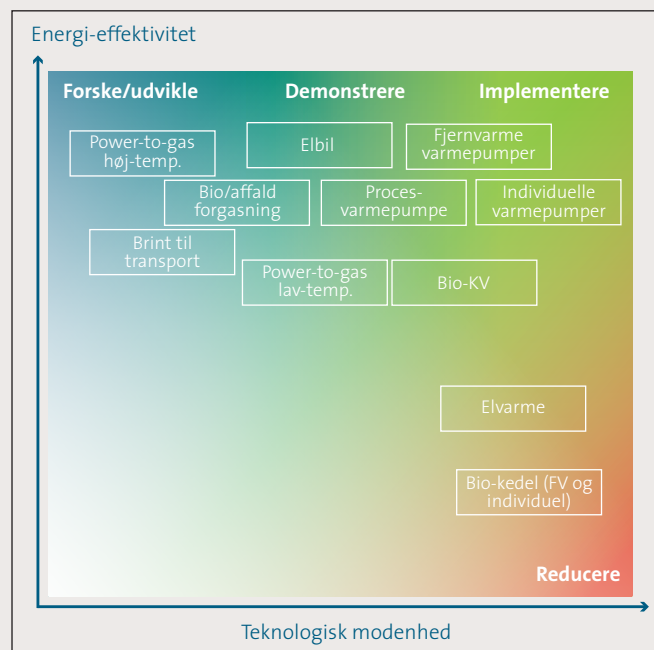 Energi-effektivitet
Forske/udvikle
Demonstrere
Implementere
Power-to-gas
høj-temp.
Elbil
Fjernvarme
varmepumper
Bio/affald
forgasning
Proces-
varmepumpe
Individuelle
varmepumper
Brint til
transport
Power-to-gas
lav-temp.
Bio-KV
Elvarme
Bio-kedel (FV og
individuel)
Reducere
Teknologisk modenhed